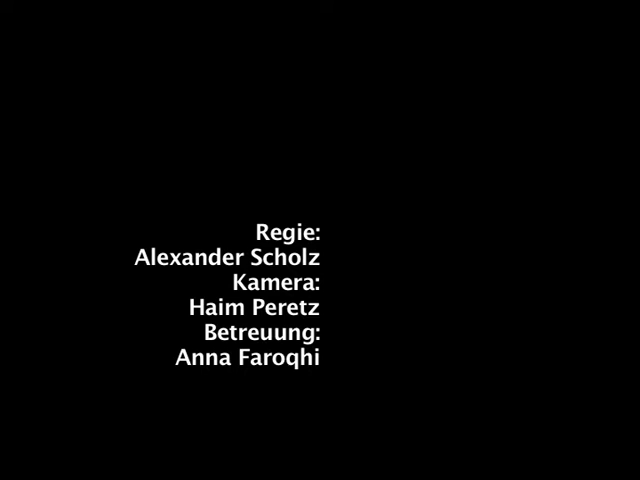 Regie:
Alexander Scholz
Kamera:
Haim Peretz
Betreuung:
Anna Faroqhi